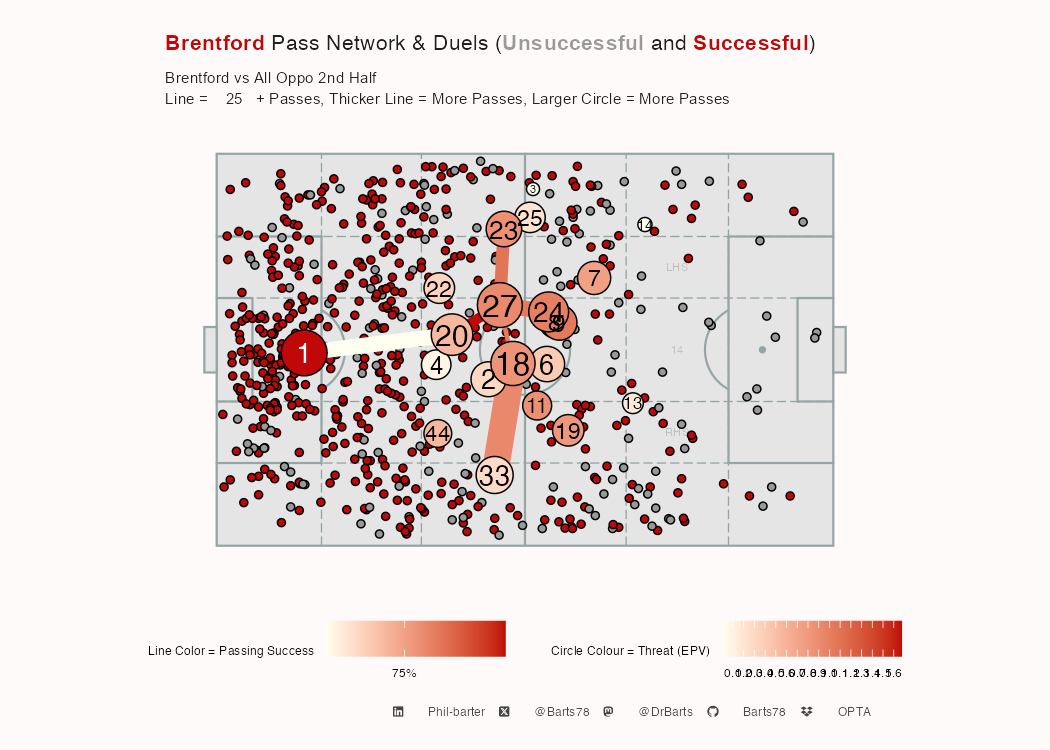 Brentford Pass Network & Duels (Unsuccessful and Successful)
Brentford vs All Oppo 2nd Half
Line = 25 + Passes, Thicker Line = More Passes, Larger Circle = More Passes
3
25
14
23
LHS
7
22
27
24
9
20
1
18
6
4
2
14
13
11
19
RHS
44
33
Line Color = Passing Success
75%
Circle Colour = Threat (EPV)
Phil-barter
@Barts78
@DrBarts
Barts78
OPTA